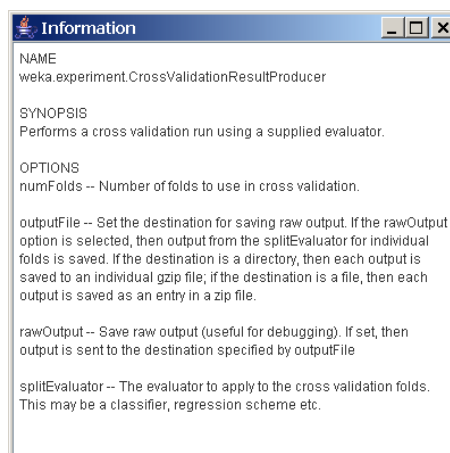 Information
NAME
weka.experiment.CrossValidationResultProducer
SYNOPSIS
Performs a cross validation run using a supplied evaluator.
OPTIONS
numFolds -- Number of folds to use in cross validation.
outputFile -- Set the destination for saving raw output. If the rawOutput
option is selected, then output from the splitEvaluator for individual
folds is saved. If the destination is a directory, then each output is
saved to an individual gzip file; if the destination is a file, then each
output is saved as an entry in a zip file.
rawOutput -- Save raw output (useful for debugging). If set, then
output is sent to the destination specified by outputFile
splitEvaluator -- The evaluator to apply to the cross validation folds.
This may be a classifier, regression scheme etc.